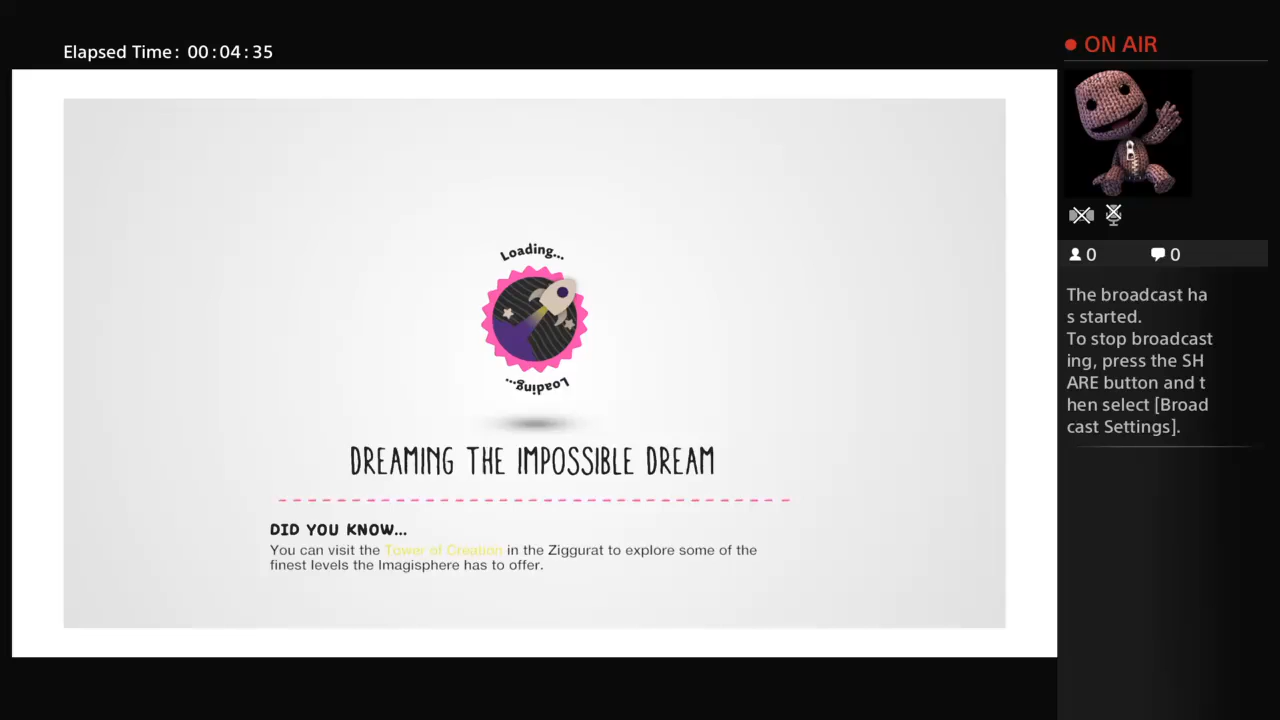 Elapsed Time: 00:04:35
ON AIR
Loading...
Loading...
DREAMING THE IMPOSSIBLE DREAM
DID YOU KNOW...
You can visit the Tower of Creation in the Ziggurat to explore some of the
finest levels the Imagisphere has to offer.
0
0
The broadcast ha
s started.
To stop broadcast
ing, press the SH
ARE button and t
hen select [Broad
cast Settings].